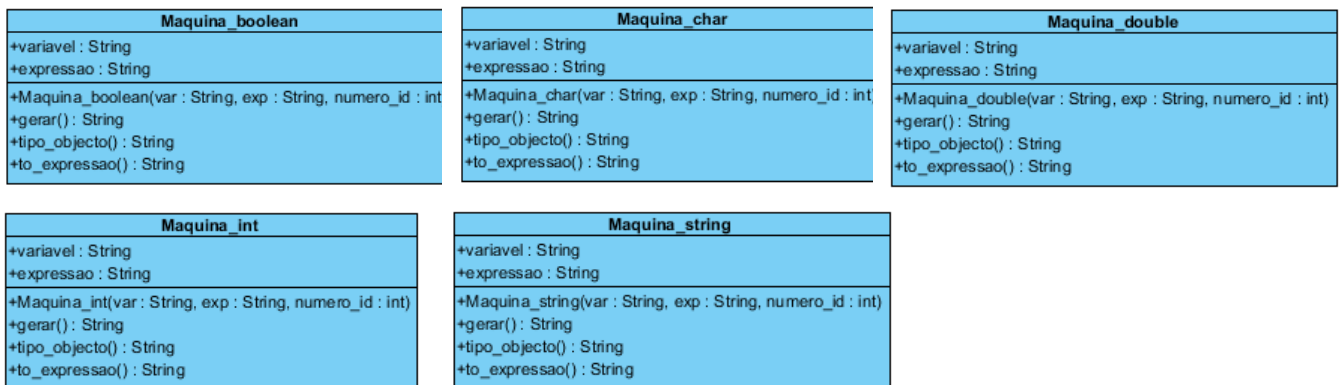 Maquina_boolean
+variavel : String
+expressao : String
+Maquina_boolean(var : String, exp : String, numero_id : int
+gerar() : String
+tipo_objecto() : String
+to_expressao() : String
Maquina_char
+variavel : String
+expressao : String
+Maquina_char(var : String, exp : String, numero_id : int)
+gerar() : String
+tipo_objecto() : String
+to_expressao() : String
Maquina_double
+variavel : String
+expressao : String
+Maquina_double(var : String, exp : String, numero_id : int)
+gerar() : String
+tipo_objecto() : String
+to_expressao() : String
Maquina_int
+variavel : String
+expressao : String
+Maquina_int(var : String, exp : String, numero_id : int)
+gerar() : String
+tipo_objecto() : String
+to_expressao() : String
Maquina_string
+variavel : String
+expressao : String
+Maquina_string(var : String, exp : String, numero_id : int)
+gerar() : String
+tipo_objecto() : String
+to_expressao() : String